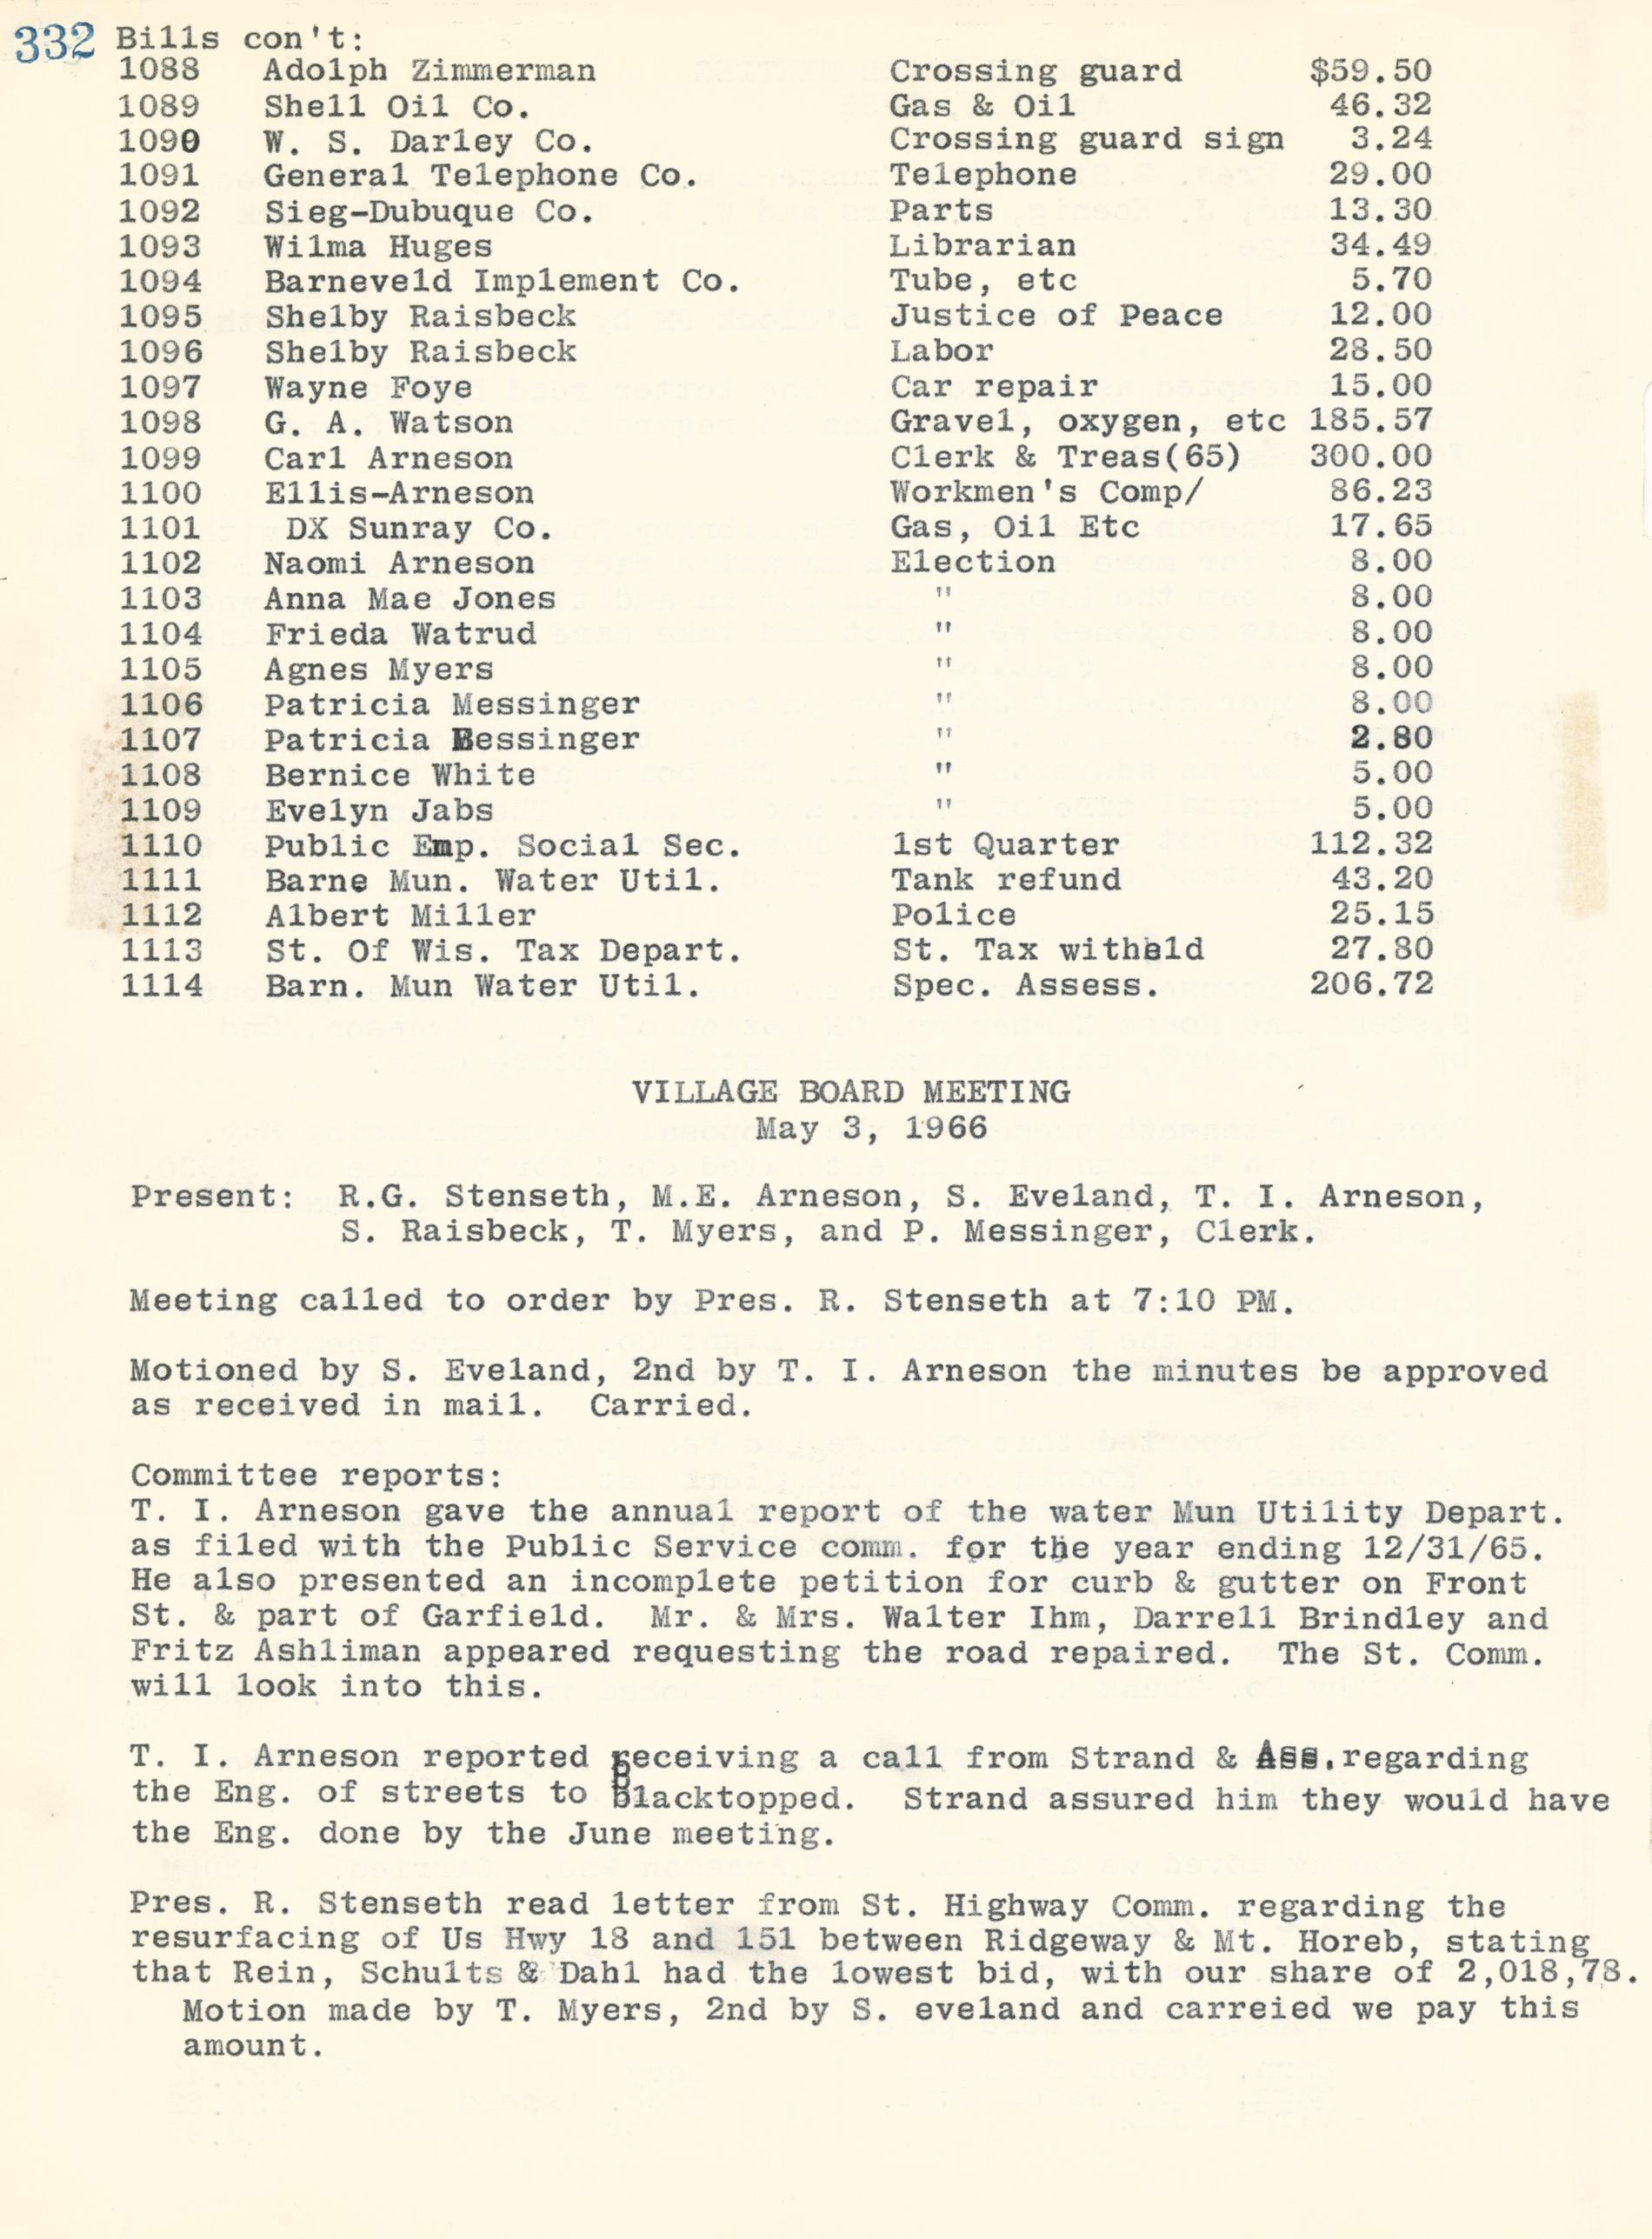 332 Bills con't:
1088 Adolph Zimmerman Crossing guard $59.50
1089 Shell Oil Co. Gas & Oil 46.32
1090 W. S. Darley Co. Crossing guard sign 3.24
1091 General Telephone Co. Telephone 29.00
1092 Sieg-Dubuque Co. Parts 13.30
1093 Wilma Huges Librarian 34.49
1094 Barneveld Implement Co. Tube, etc 5.70
1095 Shelby Raisbeck Justice of Peace 12.00
1096 Shelby Raisbeck Labor 28.50
1097 Wayne Foye Car repair 15.00
1098 G. A. Watson Gravel, oxygen, etc 185.57
1099 Carl Arneson Clerk & Treas(65) 300.00
1100 Ellis-Arneson Workmen's Comp/ 86.23
1101 DX Sunray Co. Gas, Oil Etc 17.65
1102 Naomi Arneson Election 8.00
1103 Anna Mae Jones " 8.00
1104 Frieda Watrud " 8.00
1105 Agnes Myers " 8.00
1106 Patricia Messinger " 8.00
1107 Patricia Messinger " 2.80
1108 Bernice White " 5.00
1109 Evelyn Jabs " 5.00
1110 Public Emp. Social Sec. 1st Quarter 112.32
1111 Barne Mun. Water Util. Tank refund 43.20
1112 Albert Miller Police 25.15
1113 St. Of Wis. Tax Depart. St. Tax witheld 27.80
1114 Barn. Mun Water Util. Spec. Assess. 206.72
VILLAGE BOARD MEETING
May 3, 1966
Present: R.G. Stenseth, M.E. Arneson, S. Eveland, T. I. Arneson,
S. Raisbeck, T. Myers, and P. Messinger, Clerk.
Meeting called to order by Pres. R. Stenseth at 7:10 PM.
Motioned by S. Eveland, 2nd by T. I. Arneson the minutes be approved
as received in mail. Carried.
Committee reports:
T. I. Arneson gave the annual report of the water Mun Utility Depart.
as filed with the Public Service comm. for the year ending 12/31/65.
He also presented an incomplete petition for curb & gutter on Front
St. & part of Garfield. Mr. & Mrs. Walter Ihm, Darrell Brindley and
Fritz Ashliman appeared requesting the road repaired. The St. Comm.
will look into this.
T. I. Arneson reported receiving a call from Strand & Ass. regarding
the Eng. of streets to Blacktopped. Strand assured him they would have
the Eng. done by the June meeting.
Pres. R. Stenseth read letter from St. Highway Comm. regarding the
resurfacing of Us Hwy 18 and 151 between Ridgeway & Mt. Horeb, stating
that Rein, Schults & Dahl had the lowest bid, with our share of 2,018,78.
Motion made by T. Myers, 2nd by S. eveland and carreied we pay this
amount.